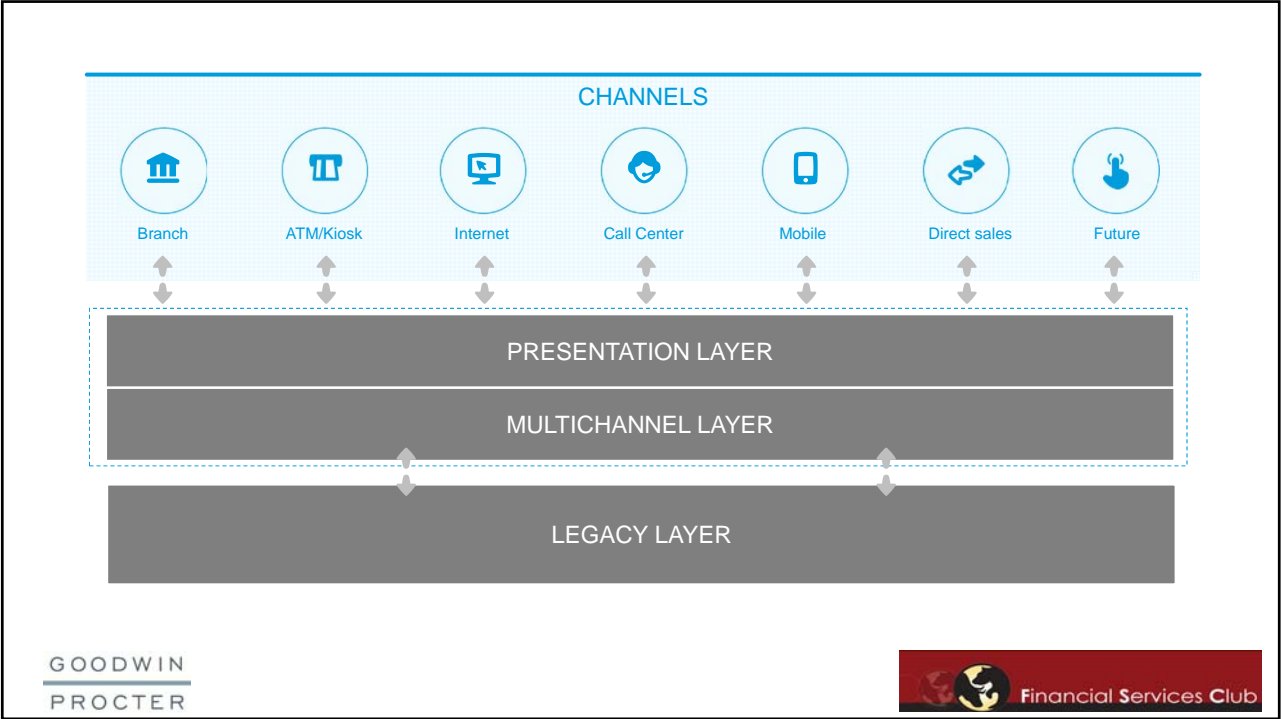 CHANNELS
Branch ATM/Kiosk Internet Call Center Mobile Direct sales Future
PRESENTATION LAYER
MULTICHANNEL LAYER
LEGACY LAYER
GOODWIN
PROCTER
Financial Services Club